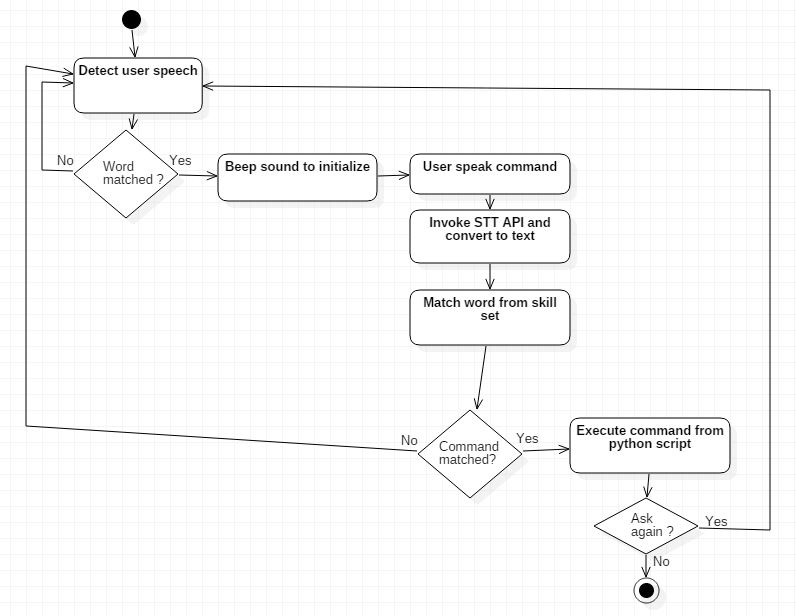 Detect user speech
No
Word
matched ?
Yes
Beep sound to initialize
User speak command
Invoke STT API and
convert to text
Match word from skill
set
No
Command
matched?
Yes
Execute command from
python script
Ask
again ?
Yes
No